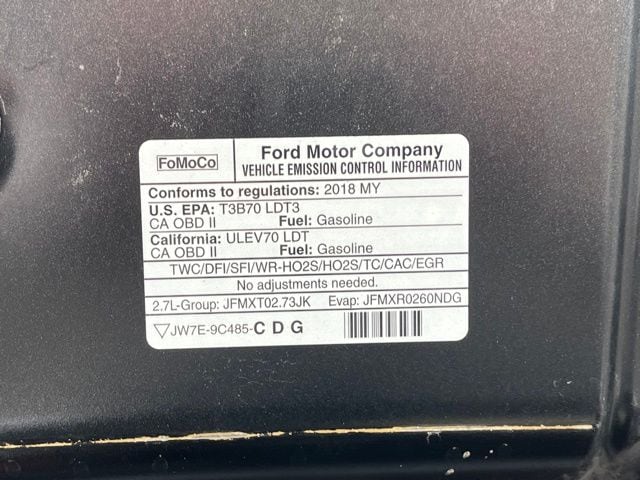 FoMoCo
Ford Motor Company
VEHICLE EMISSION CONTROL INFORMATION
Conforms to regulations: 2018 MY
U.S. EPA: T3B70 LDT3
CA OBD II Fuel: Gasoline
California: ULEV70 LDT
CA OBD II Fuel: Gasoline
TWC/DFI/SFI/WR-HO2S/HO2S/TC/CAC/EGR
No adjustments needed.
2.7L-Group: JFMXT02.73JK Evap: JFMXR0260NDG
JW7E-9C485-C D G